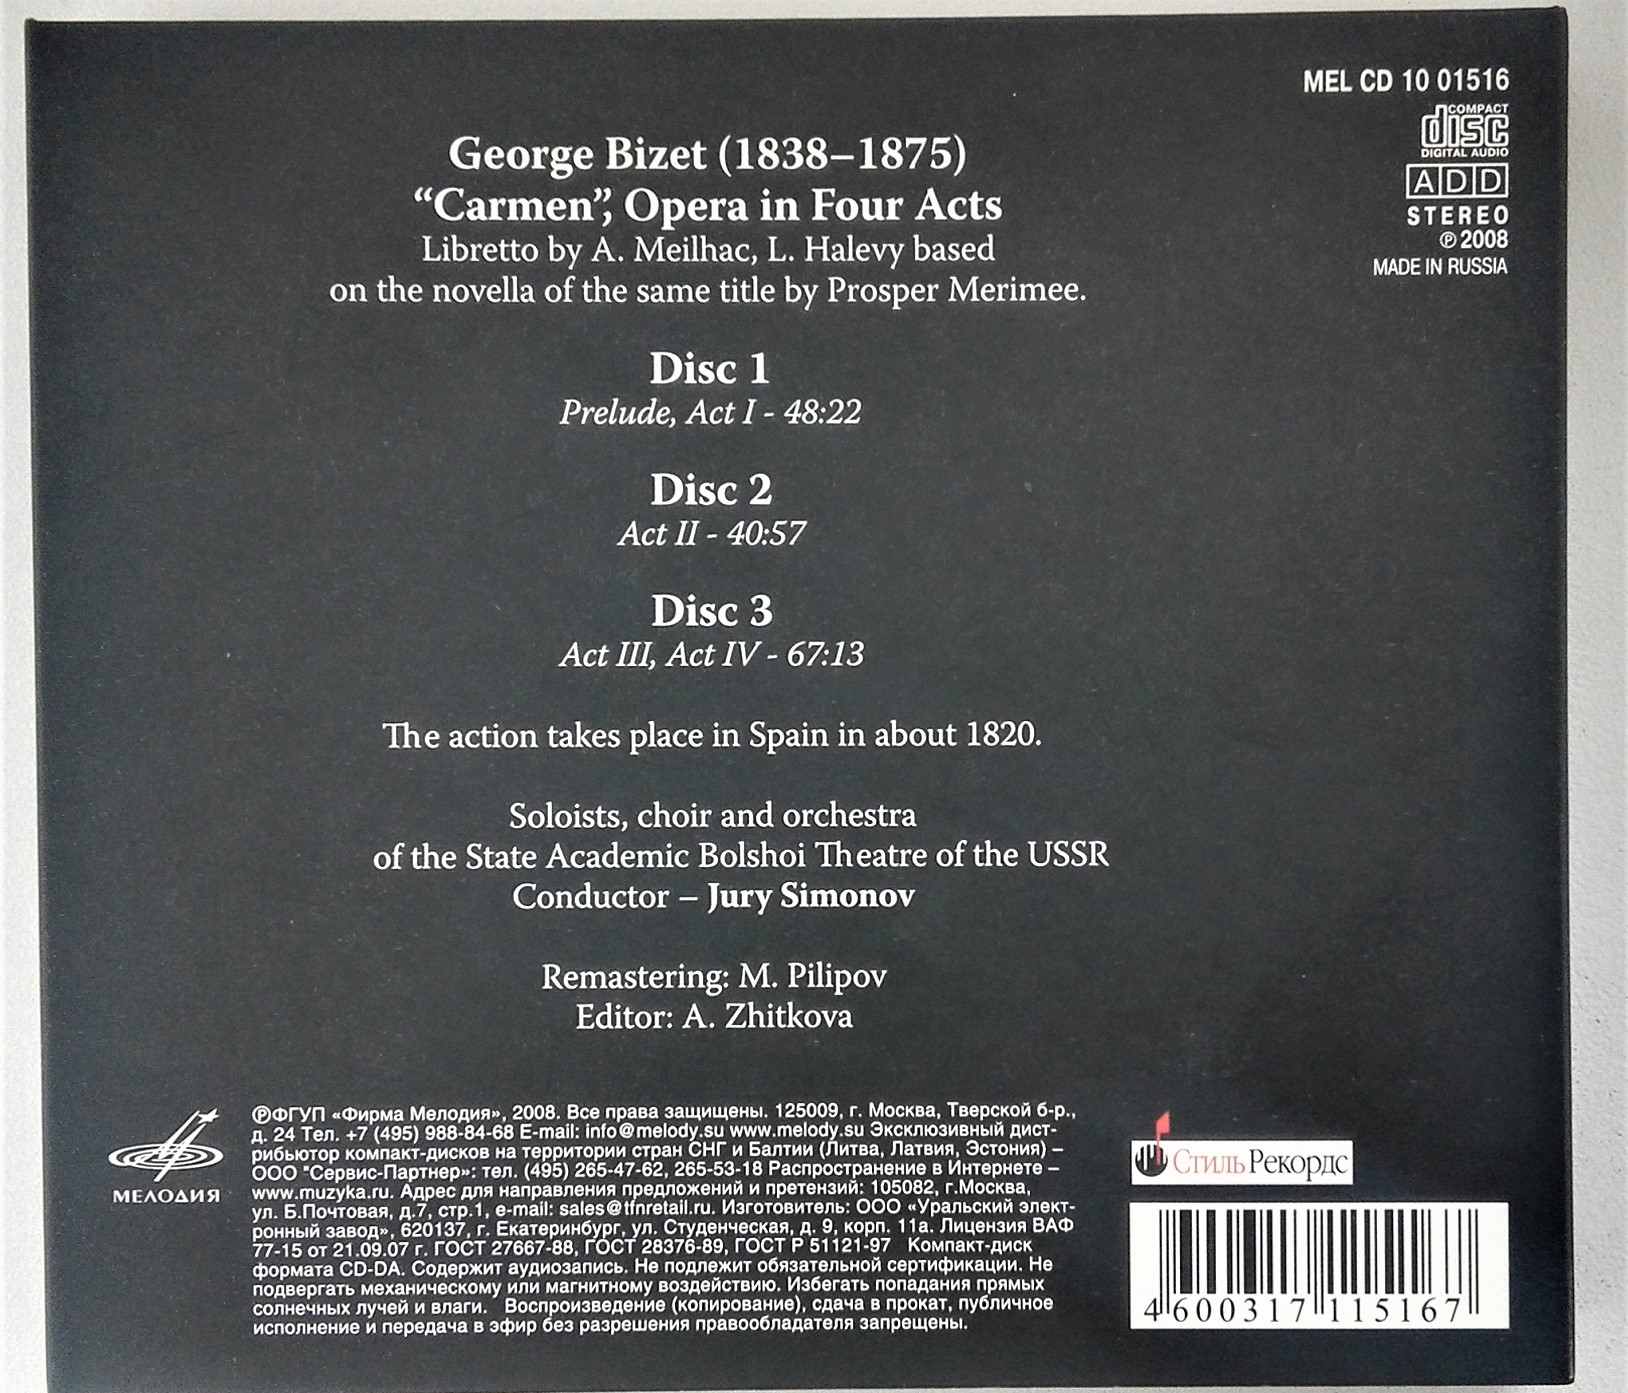 MEL CD 10 01516
COMPACT
disc
DIGITAL AUDIO
ADD
STEREO
℗ 2008
MADE IN RUSSIA
George Bizet (1838–1875)
“Carmen”, Opera in Four Acts
Libretto by A. Meilhac, L. Halevy based
on the novella of the same title by Prosper Merimee.
Disc 1
Prelude, Act I - 48:22
Disc 2
Act II - 40:57
Disc 3
Act III, Act IV - 67:13
The action takes place in Spain in about 1820.
Soloists, choir and orchestra
of the State Academic Bolshoi Theatre of the USSR
Conductor – Jury Simonov
Remastering: M. Pilipov
Editor: A. Zhitkova
МЕЛОДИЯ
℗ФГУП «Фирма Мелодия», 2008. Все права защищены. 125009, г. Москва, Тверской б-р.,
д. 24 Тел. +7 (495) 988-84-68 E-mail: info@melody.su www.melody.su Эксклюзивный дист-
рибьютор компакт-дисков на территории стран СНГ и Балтии (Литва, Латвия, Эстония) –
ООО "Сервис-Партнер»: тел. (495) 265-47-62, 265-53-18 Распространение в Интернете –
www.muzyka.ru. Адрес для направления предложений и претензий: 105082, г.Москва,
ул. Б.Почтовая, д.7, стр.1, e-mail: sales@tfnretail.ru. Изготовитель: ООО «Уральский элект-
ронный завод», 620137, г. Екатеринбург, ул. Студенческая, д. 9, корп. 11а. Лицензия ВАФ
77-15 от 21.09.07 г. ГОСТ 27667-88, ГОСТ 28376-89, ГОСТ Р 51121-97 Компакт-диск
формата CD-DA. Содержит аудиозапись. Не подлежит обязательной сертификации. Не
подвергать механическому или магнитному воздействию. Избегать попадания прямых
солнечных лучей и влаги. Воспроизведение (копирование), сдача в прокат, публичное
исполнение и передача в эфир без разрешения правообладателя запрещены.
СтильРекордс
4 600317 115167